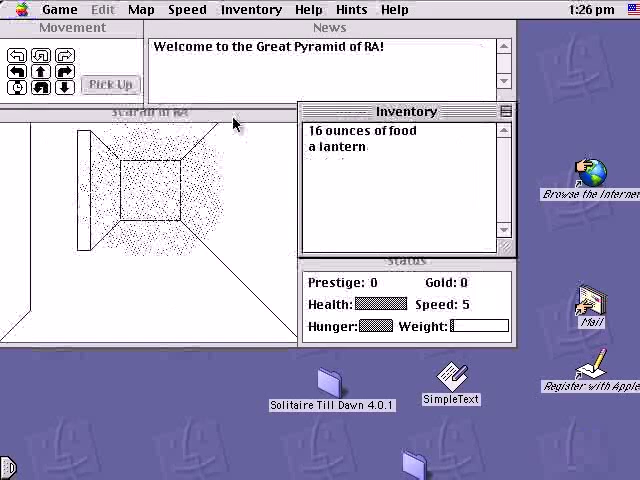 Game Edit Map Speed Inventory Help Hints Help 1:26 pm
Movement
News
Welcome to the Great Pyramid of RA!
Pick Up
of RA
Inventory
16 ounces of food
a lantern
Status
Prestige: 0 Gold: 0
Health: Speed: 5
Hunger: Weight:
Browse the Internet
Mail
Register with Apple
Solitaire Till Dawn 4.0.1
SimpleText